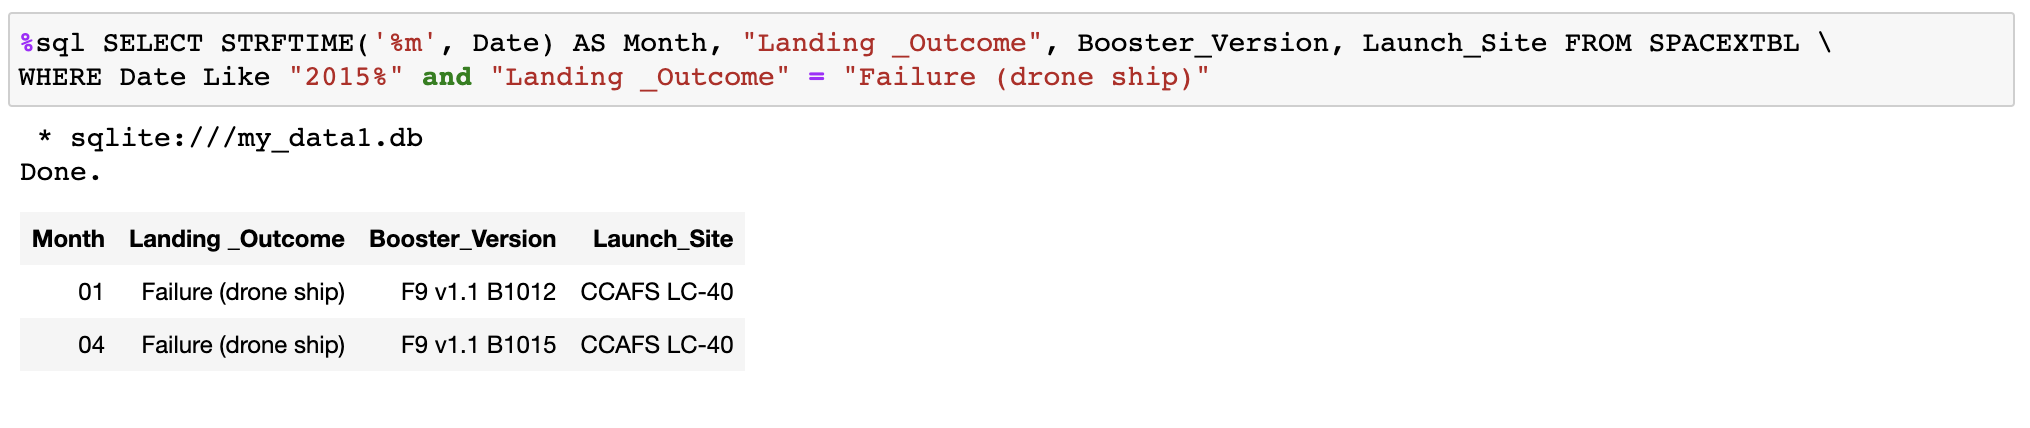 %sql SELECT STRFTIME('%m', Date) AS Month, "Landing _Outcome", Booster_Version, Launch_Site FROM SPACEXTBL \
WHERE Date Like "2015%" and "Landing _Outcome" = "Failure (drone ship)"
* sqlite:///my_data1.db
Done.
Month Landing _Outcome Booster_Version Launch_Site
01 Failure (drone ship) F9 v1.1 B1012 CCAFS LC-40
04 Failure (drone ship) F9 v1.1 B1015 CCAFS LC-40